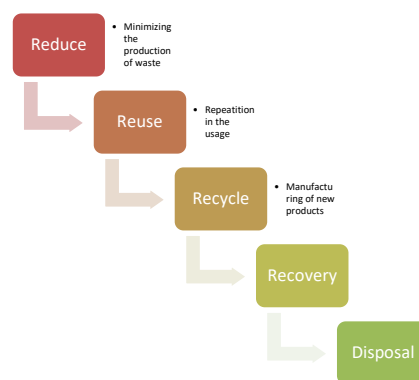 Reduce
• Minimizing
the
production
of waste
Reuse
• Repeatition
in the
usage
Recycle
• Manufactu
ring of new
products
Recovery
Disposal